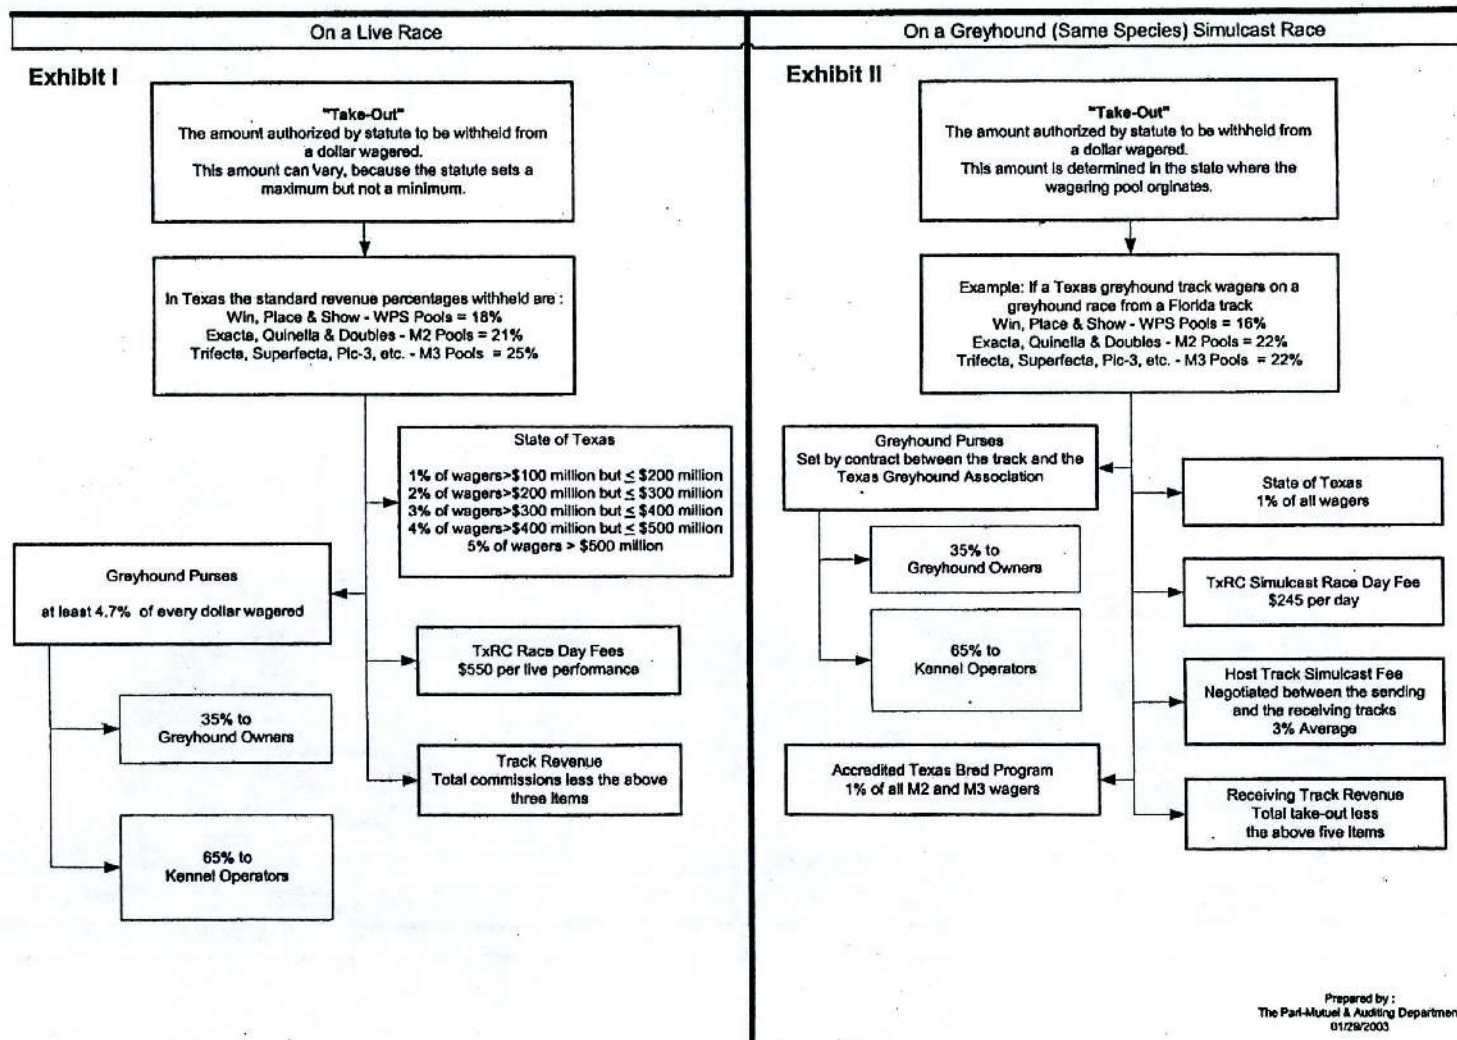 On a Live Race
Exhibit I
"Take-Out"
The amount authorized by statute to be withheld from
a dollar wagered.
This amount can vary, because the statute sets a
maximum but not a minimum.
In Texas the standard revenue percentages withheld are :
Win, Place & Show - WPS Pools = 18%
Exacta, Quinella & Doubles - M2 Pools = 21%
Trifecta, Superfecta, Pic-3, etc. - M3 Pools = 25%
State of Texas
1% of wagers>$100 million but ≤ $200 million
2% of wagers>$200 million but ≤ $300 million
3% of wagers>$300 million but ≤ $400 million
4% of wagers>$400 million but ≤ $500 million
5% of wagers > $500 million
Greyhound Purses
at least 4.7% of every dollar wagered
TxRC Race Day Fees
$550 per live performance
35% to
Greyhound Owners
Track Revenue
Total commissions less the above
three items
65% to
Kennel Operators
On a Greyhound (Same Species) Simulcast Race
Exhibit II
"Take-Out"
The amount authorized by statute to be withheld from
a dollar wagered.
This amount is determined in the state where the
wagering pool orginates.
Example: If a Texas greyhound track wagers on a
greyhound race from a Florida track
Win, Place & Show - WPS Pools = 16%
Exacta, Quinella & Doubles - M2 Pools = 22%
Trifecta, Superfecta, Pic-3, etc. - M3 Pools = 22%
Greyhound Purses
Set by contract between the track and the
Texas Greyhound Association
State of Texas
1% of all wagers
35% to
Greyhound Owners
TxRC Simulcast Race Day Fee
$245 per day
65% to
Kennel Operators
Host Track Simulcast Fee
Negotiated between the sending
and the receiving tracks
3% Average
Accredited Texas Bred Program
1% of all M2 and M3 wagers
Receiving Track Revenue
Total take-out less
the above five items
Prepared by :
The Pari-Mutuel & Auditing Departmen
01/29/2003